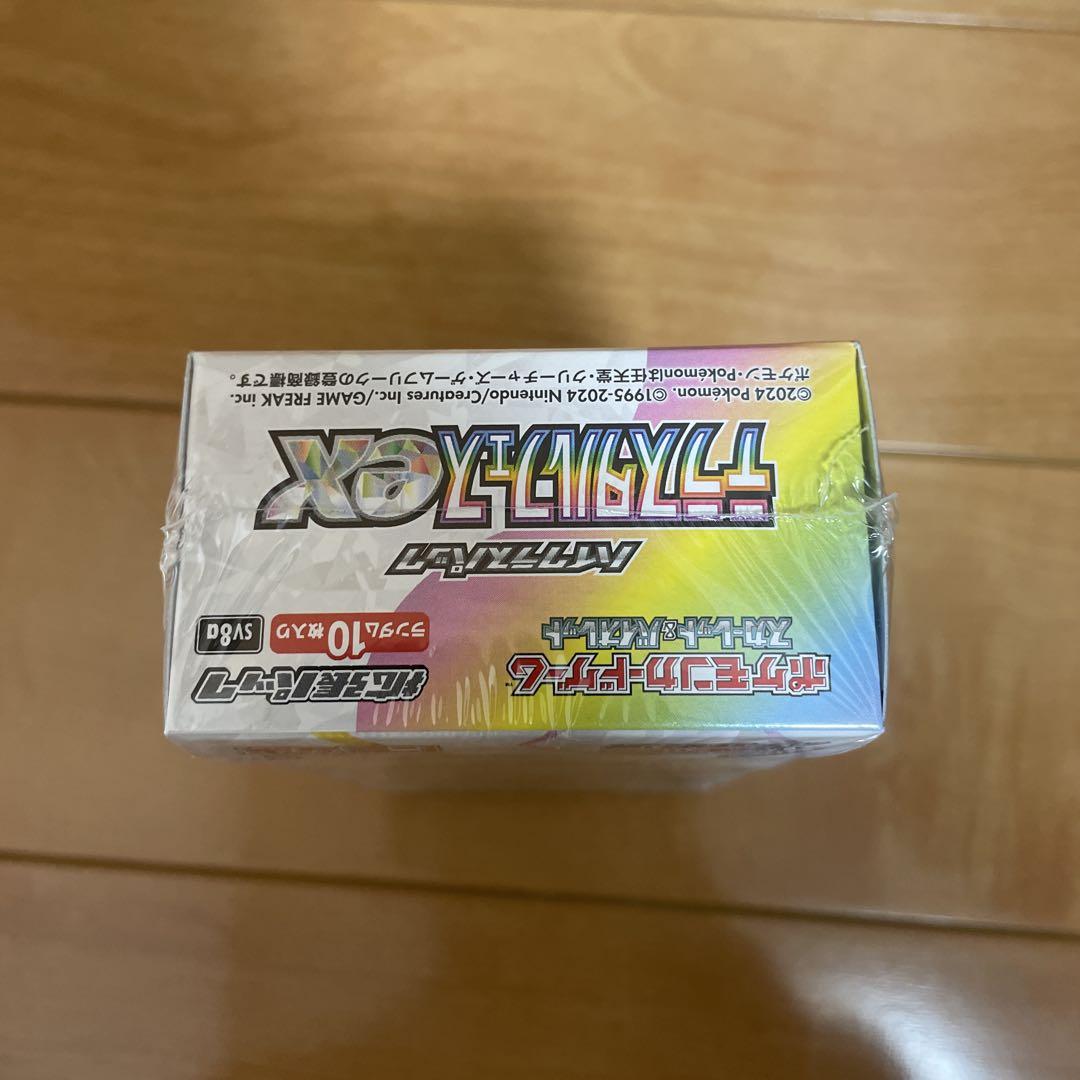 ポケモンカードゲーム
スカーレット&バイオレット
拡張パック
ランダム10枚入り
SV8a
ハイクラスパック
テラスタルフェスex
©2024 Pokémon. ©1995-2024 Nintendo/Creatures Inc./GAME FREAK inc.
ポケモン・Pokémonは任天堂・クリーチャーズ・ゲームフリークの登録商標です。